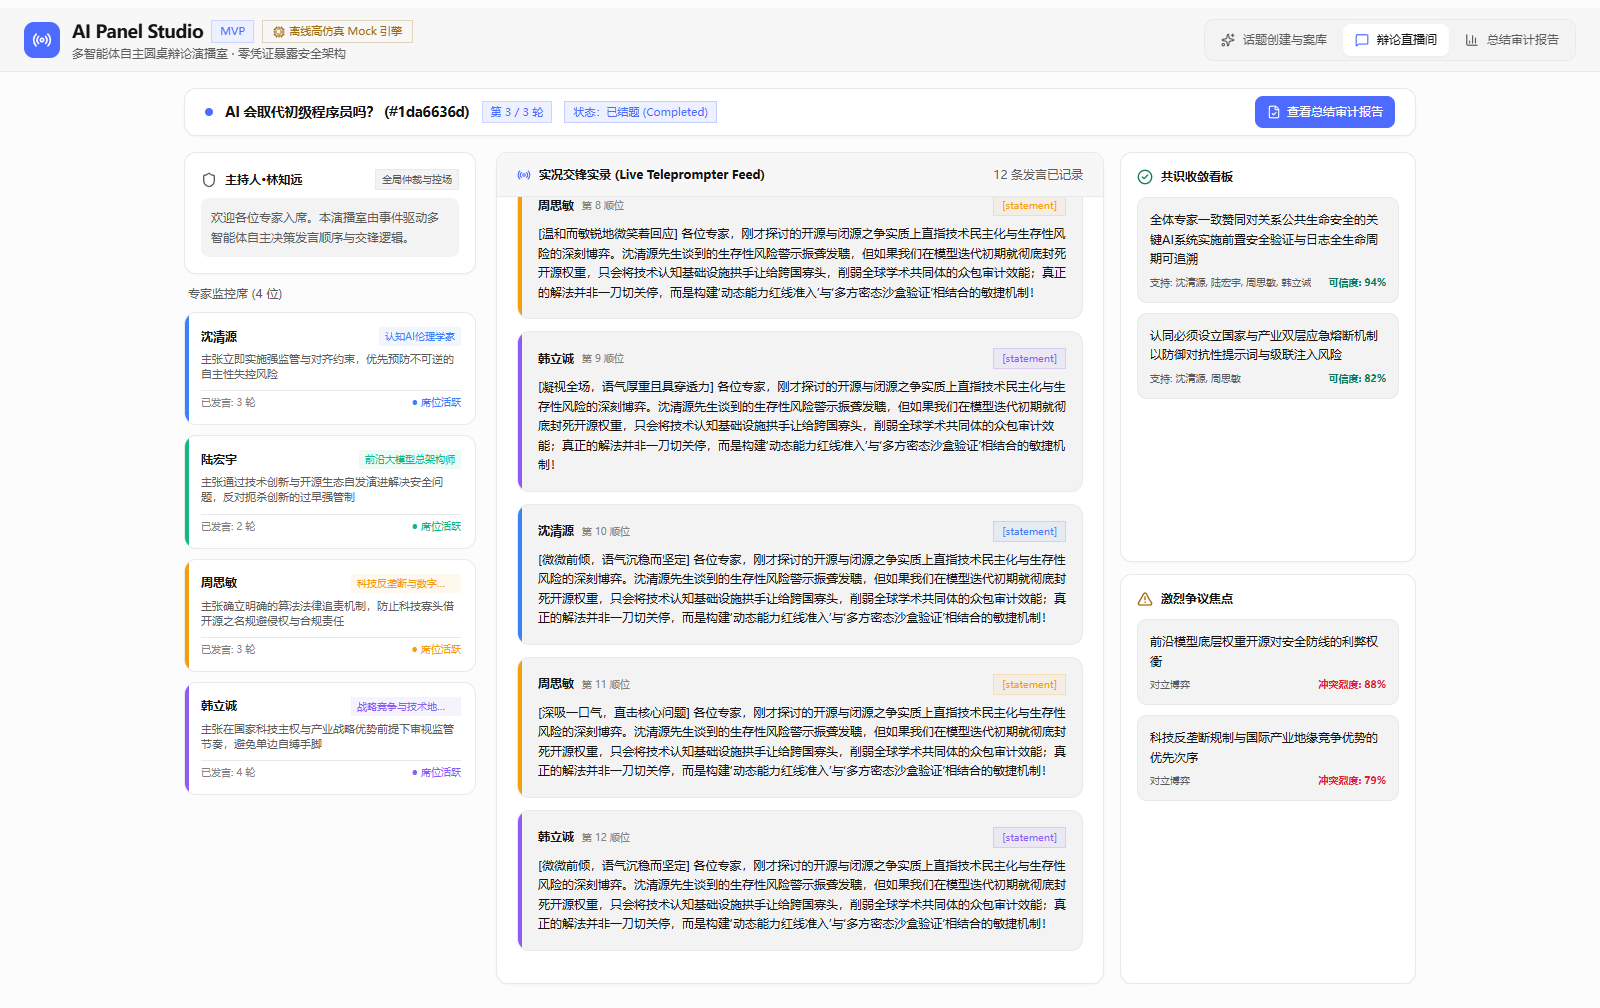 AI Panel Studio
MVP
离线高仿真 Mock 引擎
多智能体自主圆桌辩论演播室 · 零凭证暴露安全架构
话题创建与案库
辩论直播间
总结审计报告
AI 会取代初级程序员吗？ (#1da6636d)
第 3 / 3 轮
状态：已结题 (Completed)
查看总结审计报告
主持人•林知远
全局仲裁与控场
欢迎各位专家入席。本演播室由事件驱动多
智能体自主决策发言顺序与交锋逻辑。
专家监控席 (4 位)
沈清源
认知AI伦理学家
主张立即实施强监管与对齐约束，优先预防不可逆的
自主性失控风险
已发言: 3 轮
● 席位活跃
陆宏宇
前沿大模型总架构师
主张通过技术创新与开源生态自发演进解决安全问
题，反对扼杀创新的过早强管制
已发言: 2 轮
● 席位活跃
周思敏
科技反垄断与数字...
主张确立明确的算法法律追责机制，防止科技寡头借
开源之名规避侵权与合规责任
已发言: 3 轮
● 席位活跃
韩立诚
战略竞争与技术地...
主张在国家科技主权与产业战略优势前提下审视监管
节奏，避免单边自缚手脚
已发言: 4 轮
● 席位活跃
实况交锋实录 (Live Teleprompter Feed)
12 条发言已记录
周思敏 第 8 顺位
[statement]
[温和而敏锐地微笑着回应] 各位专家，刚才探讨的开源与闭源之争实质上直指技术民主化与生存性风
险的深刻博弈。沈清源先生谈到的生存性风险警示振聋发聩，但如果我们在模型迭代初期就彻底封死
开源权重，只会将技术认知基础设施拱手让给跨国寡头，削弱全球学术共同体的众包审计效能；真正
的解法并非一刀切关停，而是构建‘动态能力红线准入’与‘多方密态沙盒验证’相结合的敏捷机制！
韩立诚 第 9 顺位
[statement]
[凝视全场，语气厚重且具穿透力] 各位专家，刚才探讨的开源与闭源之争实质上直指技术民主化与生
存性风险的深刻博弈。沈清源先生谈到的生存性风险警示振聋发聩，但如果我们在模型迭代初期就彻
底封死开源权重，只会将技术认知基础设施拱手让给跨国寡头，削弱全球学术共同体的众包审计效
能；真正的解法并非一刀切关停，而是构建‘动态能力红线准入’与‘多方密态沙盒验证’相结合的敏捷机
制！
沈清源 第 10 顺位
[statement]
[微微前倾，语气沉稳而坚定] 各位专家，刚才探讨的开源与闭源之争实质上直指技术民主化与生存性
风险的深刻博弈。沈清源先生谈到的生存性风险警示振聋发聩，但如果我们在模型迭代初期就彻底封
死开源权重，只会将技术认知基础设施拱手让给跨国寡头，削弱全球学术共同体的众包审计效能；真
正的解法并非一刀切关停，而是构建‘动态能力红线准入’与‘多方密态沙盒验证’相结合的敏捷机制！
周思敏 第 11 顺位
[statement]
[深吸一口气，直击核心问题] 各位专家，刚才探讨的开源与闭源之争实质上直指技术民主化与生存性
风险的深刻博弈。沈清源先生谈到的生存性风险警示振聋发聩，但如果我们在模型迭代初期就彻底封
死开源权重，只会将技术认知基础设施拱手让给跨国寡头，削弱全球学术共同体的众包审计效能；真
正的解法并非一刀切关停，而是构建‘动态能力红线准入’与‘多方密态沙盒验证’相结合的敏捷机制！
韩立诚 第 12 顺位
[statement]
[微微前倾，语气沉稳而坚定] 各位专家，刚才探讨的开源与闭源之争实质上直指技术民主化与生存性
风险的深刻博弈。沈清源先生谈到的生存性风险警示振聋发聩，但如果我们在模型迭代初期就彻底封
死开源权重，只会将技术认知基础设施拱手让给跨国寡头，削弱全球学术共同体的众包审计效能；真
正的解法并非一刀切关停，而是构建‘动态能力红线准入’与‘多方密态沙盒验证’相结合的敏捷机制！
共识收敛看板
全体专家一致赞同对关系公共生命安全的关
键AI系统实施前置安全验证与日志全生命周
期可追溯
支持: 沈清源, 陆宏宇, 周思敏, 韩立诚
可信度: 94%
认同必须设立国家与产业双层应急熔断机制
以防御对抗性提示词与级联注入风险
支持: 沈清源, 周思敏
可信度: 82%
激烈争议焦点
前沿模型底层权重开源对安全防线的利弊权
衡
对立博弈
冲突烈度: 88%
科技反垄断规制与国际产业地缘竞争优势的
优先次序
对立博弈
冲突烈度: 79%